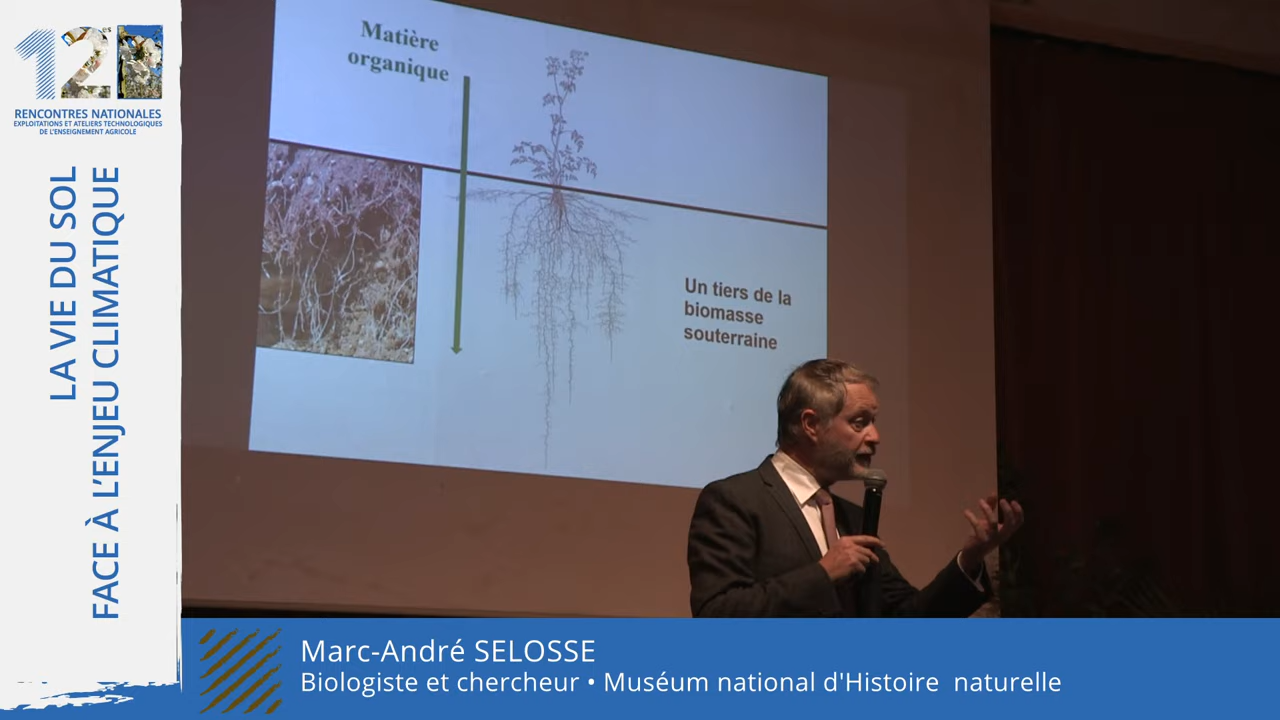 12es
RENCONTRES NATIONALES
EXPLOITATIONS ET ATELIERS TECHNOLOGIQUES
DE L'ENSEIGNEMENT AGRICOLE
LA VIE DU SOL
FACE À L'ENJEU CLIMATIQUE
Matière
organique
Un tiers de la
biomasse
souterraine
Marc-André SELOSSE
Biologiste et chercheur • Muséum national d'Histoire naturelle